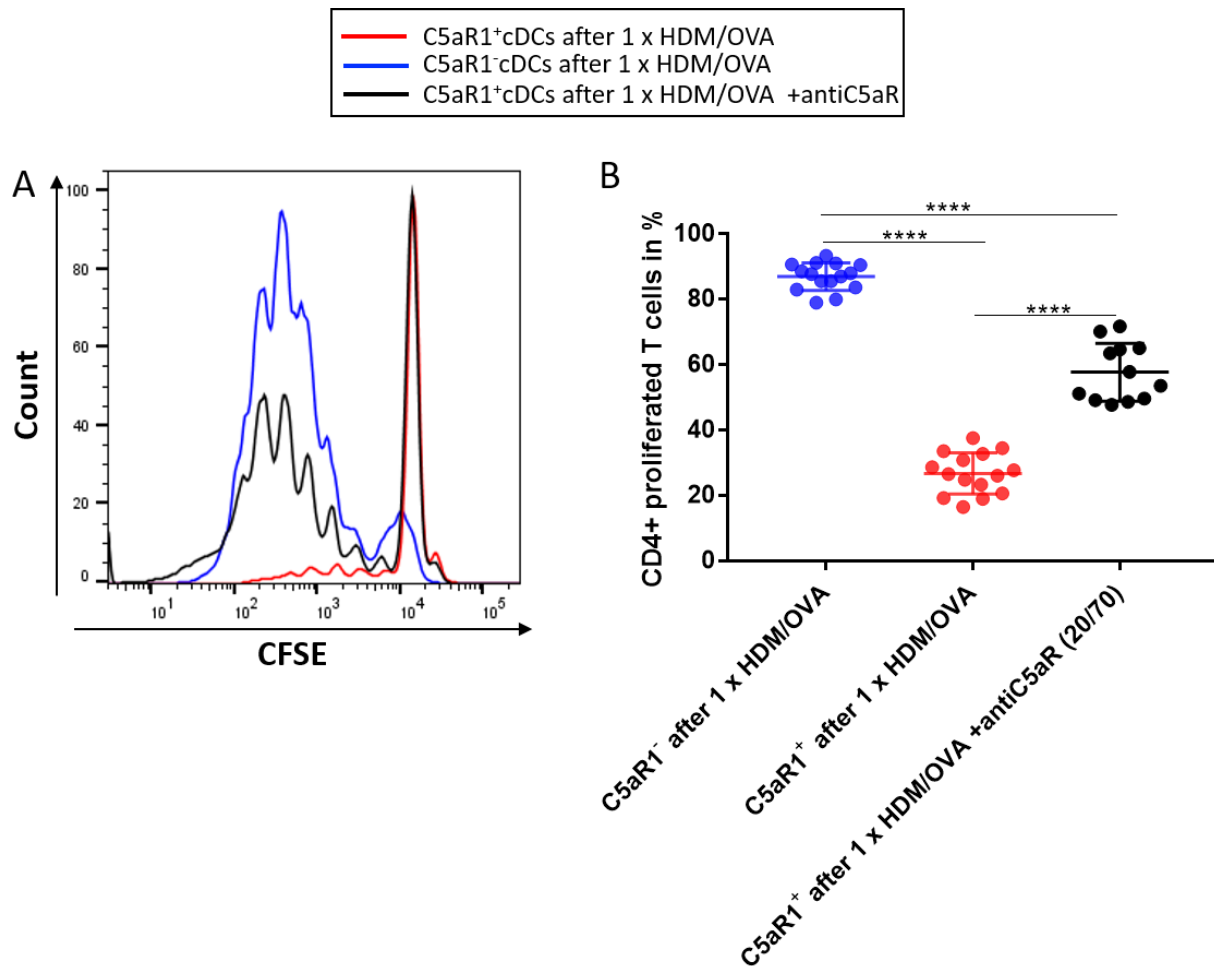 C5aR1⁺cDCs after 1 x HDM/OVA
C5aR1⁻cDCs after 1 x HDM/OVA
C5aR1⁺cDCs after 1 x HDM/OVA +antiC5aR
A
Count
100
80
60
40
20
0
10¹ 10² 10³ 10⁴ 10⁵
CFSE
B
CD4+ proliferated T cells in %
100
80
60
40
20
0
****
****
****
C5aR1⁻ after 1 x HDM/OVA
C5aR1⁺ after 1 x HDM/OVA
C5aR1⁺ after 1 x HDM/OVA +antiC5aR (20/70)